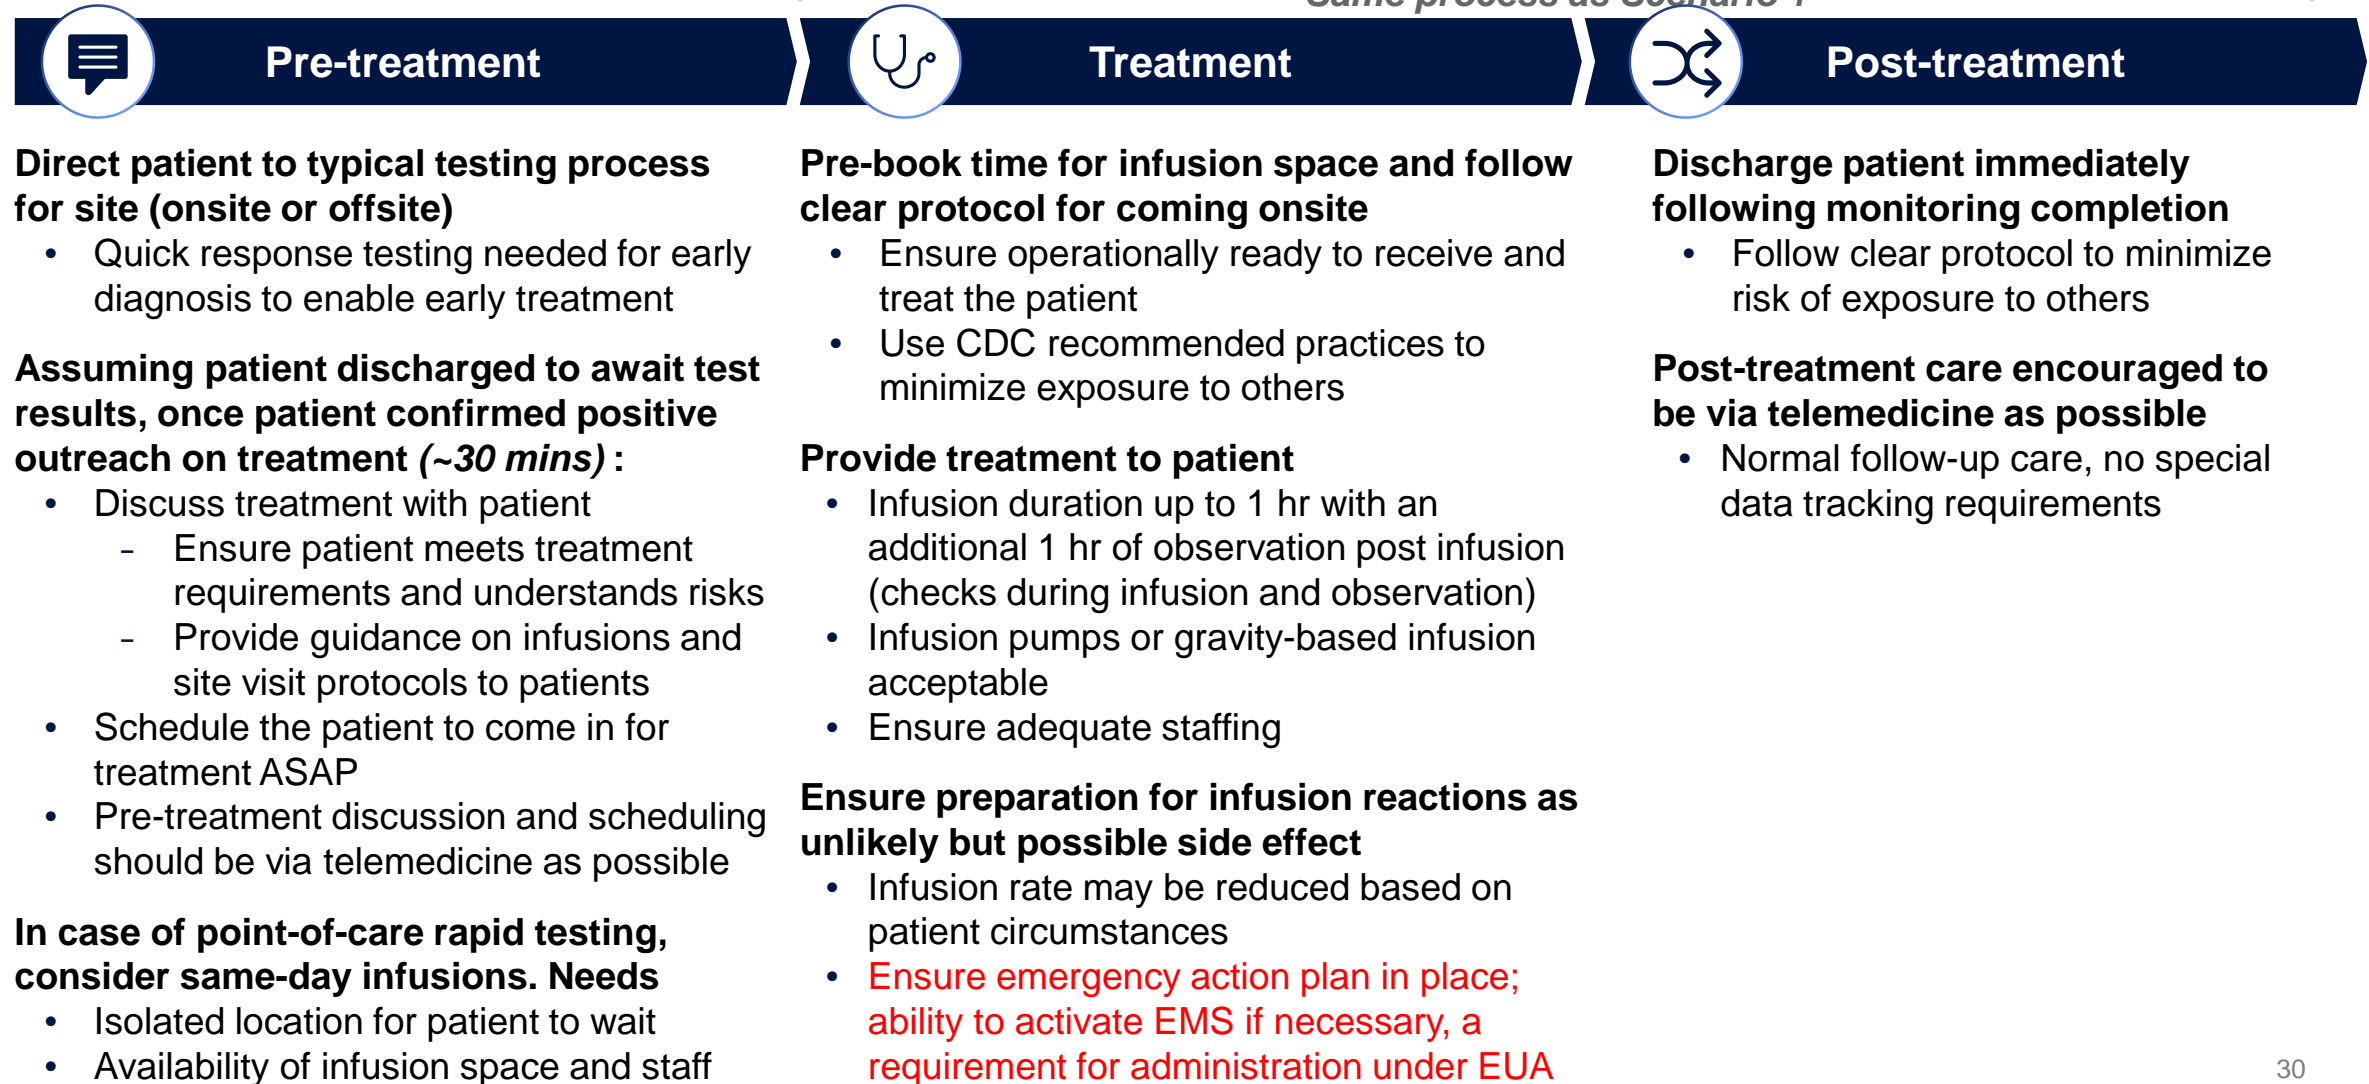 Same process as Scenario
Pre-treatment
Treatment
Post-treatment
Direct patient to typical testing process
for site (onsite or offsite)
• Quick response testing needed for early
diagnosis to enable early treatment
Assuming patient discharged to await test
results, once patient confirmed positive
outreach on treatment (~30 mins) :
• Discuss treatment with patient
- Ensure patient meets treatment
requirements and understands risks
- Provide guidance on infusions and
site visit protocols to patients
• Schedule the patient to come in for
treatment ASAP
• Pre-treatment discussion and scheduling
should be via telemedicine as possible
In case of point-of-care rapid testing,
consider same-day infusions. Needs
• Isolated location for patient to wait
• Availability of infusion space and staff
Pre-book time for infusion space and follow
clear protocol for coming onsite
• Ensure operationally ready to receive and
treat the patient
• Use CDC recommended practices to
minimize exposure to others
Provide treatment to patient
• Infusion duration up to 1 hr with an
additional 1 hr of observation post infusion
(checks during infusion and observation)
• Infusion pumps or gravity-based infusion
acceptable
• Ensure adequate staffing
Ensure preparation for infusion reactions as
unlikely but possible side effect
• Infusion rate may be reduced based on
patient circumstances
• Ensure emergency action plan in place;
ability to activate EMS if necessary, a
requirement for administration under EUA
Discharge patient immediately
following monitoring completion
• Follow clear protocol to minimize
risk of exposure to others
Post-treatment care encouraged to
be via telemedicine as possible
• Normal follow-up care, no special
data tracking requirements
30